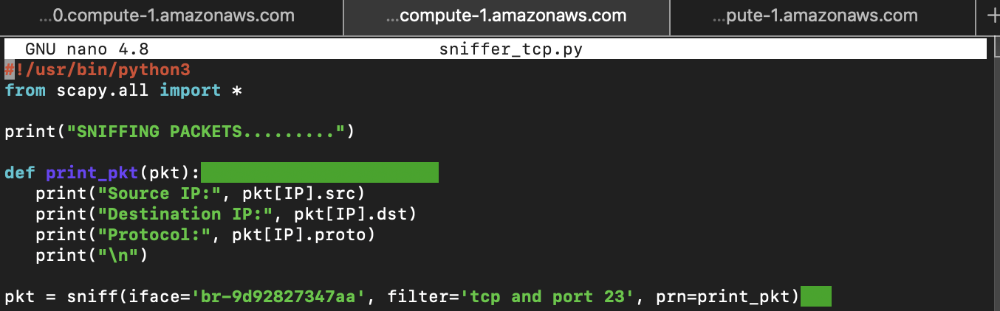 ...0.compute-1.amazonaws.com ...compute-1.amazonaws.com ...pute-1.amazonaws.com +
GNU nano 4.8 sniffer_tcp.py
#!/usr/bin/python3
from scapy.all import *
print("SNIFFING PACKETS.........")
def print_pkt(pkt):
   print("Source IP:", pkt[IP].src)
   print("Destination IP:", pkt[IP].dst)
   print("Protocol:", pkt[IP].proto)
   print("\n")
pkt = sniff(iface='br-9d92827347aa', filter='tcp and port 23', prn=print_pkt)